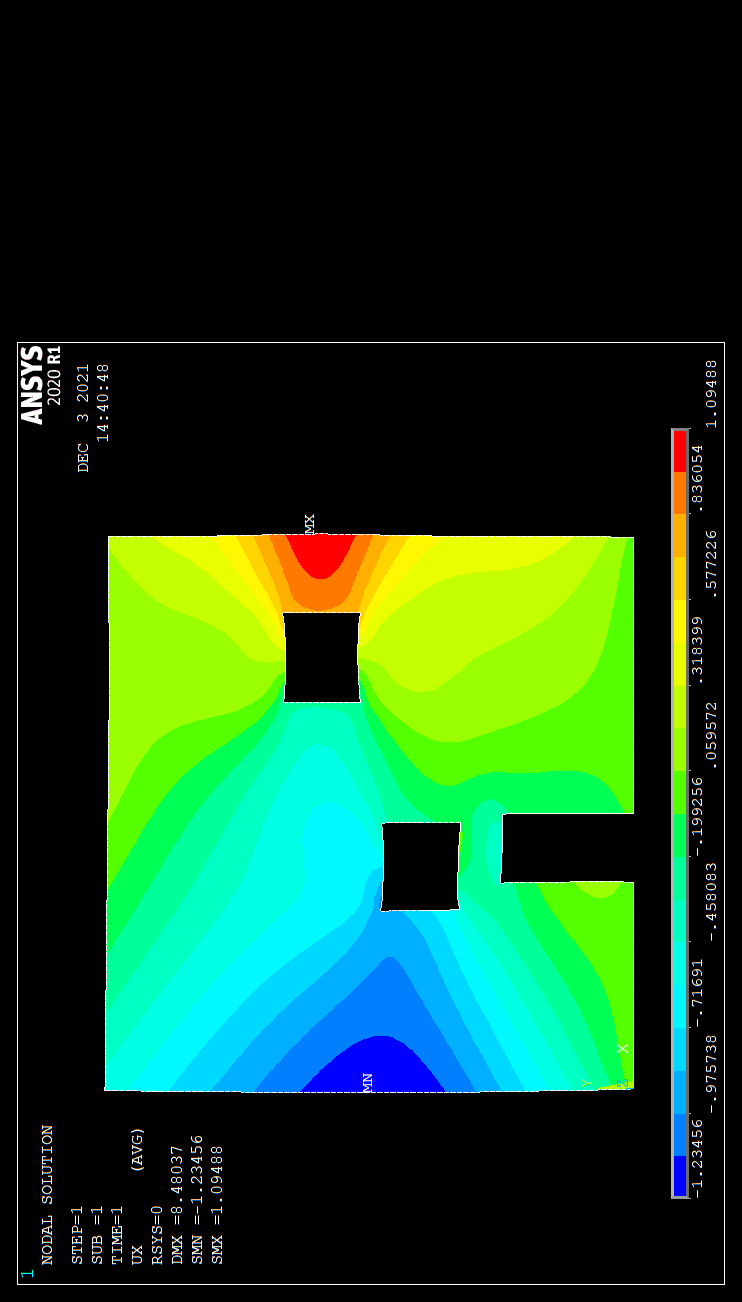 1
NODAL SOLUTION
STEP=1
SUB =1
TIME=1
UX (AVG)
RSYS=0
DMX =8.48037
SMN =-1.23456
SMX =1.09488
ANSYS
2020 R1
DEC 3 2021
14:40:48
MN
MX
Y
Z X
-1.23456
-.975738
-.71691
-.458083
-.199256
.059572
.318399
.577226
.836054
1.09488